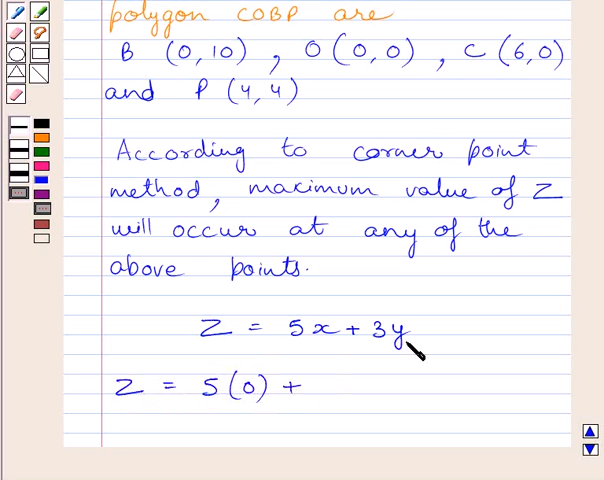 polygon COBP are
B (0,10) , O (0,0) , C (6,0)
and P (4,4)
According to corner point
method, maximum value of Z
will occur at any of the
above points.
Z = 5x + 3y
Z = 5(0) +